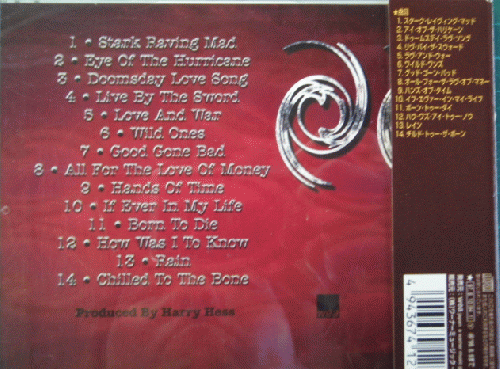 1 • Stark Raving Mad
2 • Eye Of The Hurricane
3 • Doomsday Love Song
4 • Live By The Sword
5 • Love And War
6 • Wild Ones
7 • Good Gone Bad
8 • All For The Love Of Money
9 • Hands Of Time
10 • If Ever In My Life
11 • Born To Die
12 • How Was I To Know
13 • Rain
14 • Chilled To The Bone
Produced By Harry Hess
★曲目
1. スターク・レイヴィング・マッド
2. アイ・オブ・ザ・ハリケーン
3. ドゥームズデイ・ラヴ・ソング
4. リヴ・バイ・ザ・スウォード
5. ラヴ・アンド・ウォー
6. ワイルド・ワンズ
7. グッド・ゴーン・バッド
8. オール・フォー・ザ・ラヴ・オブ・マネー
9. ハンズ・オブ・タイム
10. イフ・エヴァー・イン・マイ・ライフ
11. ボーン・トゥー・ダイ
12. ハウ・ワズ・アイ・トゥー・ノウ
13. レイン
14. チルド・トゥー・ザ・ボーン
4 943674 12